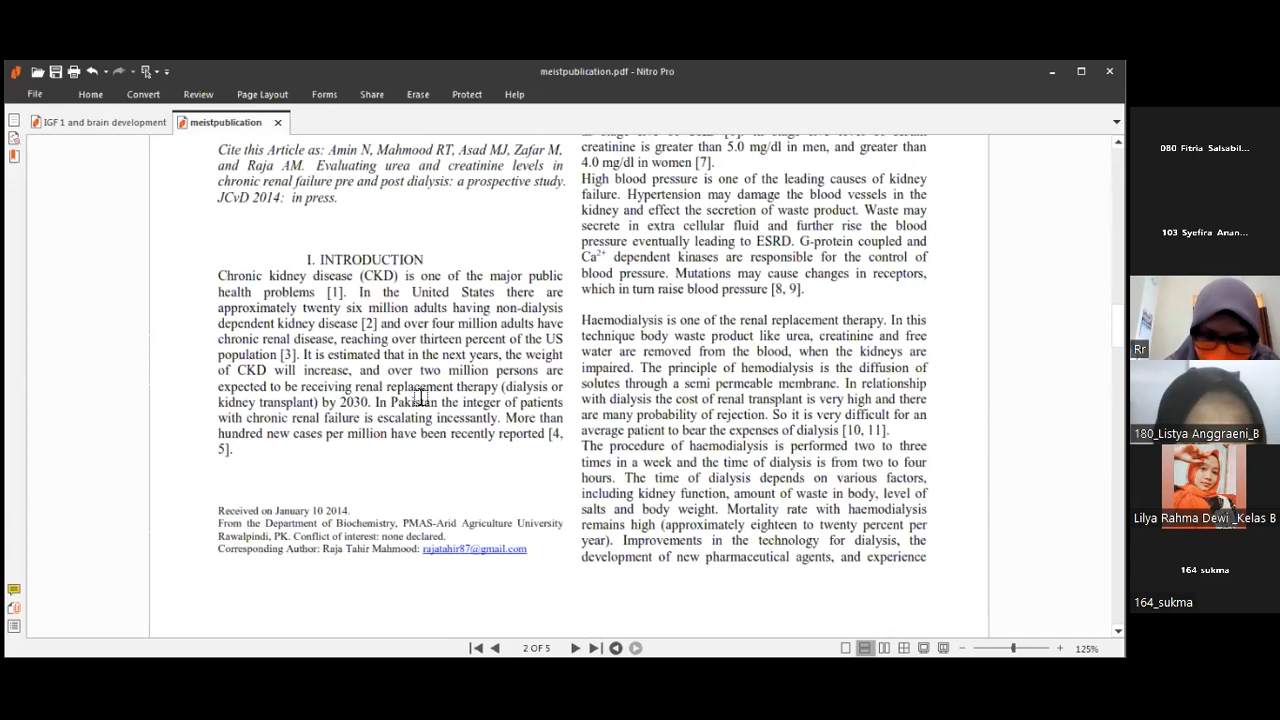 meistpublication.pdf - Nitro Pro
File Home Convert Review Page Layout Forms Share Erase Protect Help
IGF 1 and brain development
meistpublication
Cite this Article as: Amin N, Mahmood RT, Asad MJ, Zafar M,
and Raja AM. Evaluating urea and creatinine levels in
chronic renal failure pre and post dialysis: a prospective study.
JCvD 2014: in press.
I. INTRODUCTION
Chronic kidney disease (CKD) is one of the major public
health problems [1]. In the United States there are
approximately twenty six million adults having non-dialysis
dependent kidney disease [2] and over four million adults have
chronic renal disease, reaching over thirteen percent of the US
population [3]. It is estimated that in the next years, the weight
of CKD will increase, and over two million persons are
expected to be receiving renal replacement therapy (dialysis or
kidney transplant) by 2030. In Pakistan the integer of patients
with chronic renal failure is escalating incessantly. More than
hundred new cases per million have been recently reported [4,
5].
Received on January 10 2014.
From the Department of Biochemistry, PMAS-Arid Agriculture University
Rawalpindi, PK. Conflict of interest: none declared.
Corresponding Author: Raja Tahir Mahmood: rajatahir87@gmail.com
creatinine is greater than 5.0 mg/dl in men, and greater than
4.0 mg/dl in women [7].
High blood pressure is one of the leading causes of kidney
failure. Hypertension may damage the blood vessels in the
kidney and effect the secretion of waste product. Waste may
secrete in extra cellular fluid and further rise the blood
pressure eventually leading to ESRD. G-protein coupled and
Ca2+ dependent kinases are responsible for the control of
blood pressure. Mutations may cause changes in receptors,
which in turn raise blood pressure [8, 9].
Haemodialysis is one of the renal replacement therapy. In this
technique body waste product like urea, creatinine and free
water are removed from the blood, when the kidneys are
impaired. The principle of hemodialysis is the diffusion of
solutes through a semi permeable membrane. In relationship
with dialysis the cost of renal transplant is very high and there
are many probability of rejection. So it is very difficult for an
average patient to bear the expenses of dialysis [10, 11].
The procedure of haemodialysis is performed two to three
times in a week and the time of dialysis is from two to four
hours. The time of dialysis depends on various factors,
including kidney function, amount of waste in body, level of
salts and body weight. Mortality rate with haemodialysis
remains high (approximately eighteen to twenty percent per
year). Improvements in the technology for dialysis, the
development of new pharmaceutical agents, and experience
2 OF 5
125%
080 Fitria Salsabil...
103 Syefira Anan...
Rr
180_Listya Anggraeni_B
Lilya Rahma Dewi _Kelas B
164 sukma
164_sukma